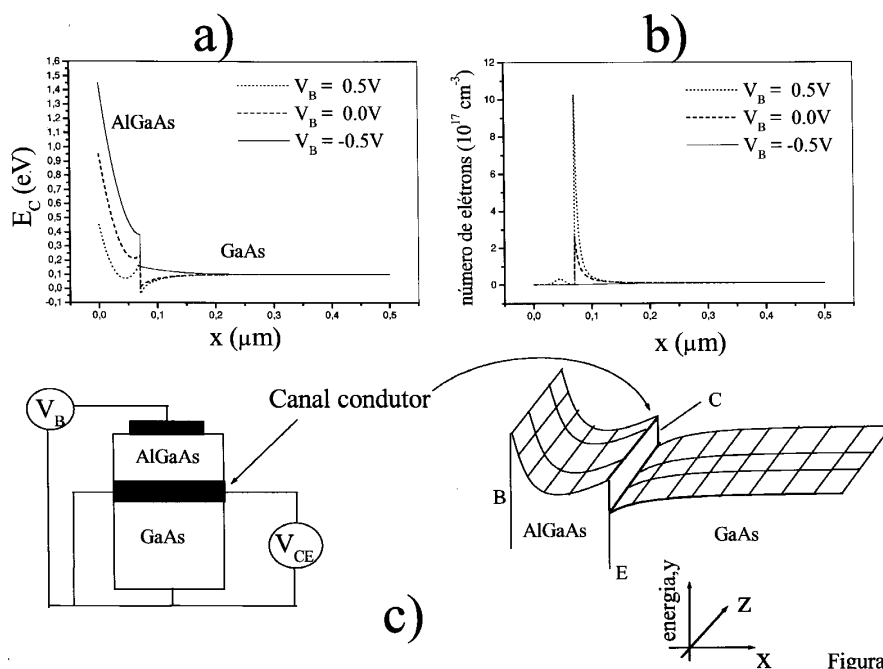 a)
E_C (eV)
1,6
1,5
1,4
1,3
1,2
1,1
1,0
0,9
0,8
0,7
0,6
0,5
0,4
0,3
0,2
0,1
0,0
0,1
V_B = 0.5V
V_B = 0.0V
V_B = -0.5V
AlGaAs
GaAs
0,0
0,1
0,2
0,3
0,4
0,5
x (µm)
b)
número de elétrons (10^17 cm^-3)
12
10
8
6
4
2
0
V_B = 0.5V
V_B = 0.0V
V_B = -0.5V
0,0
0,1
0,2
0,3
0,4
0,5
x (µm)
Canal condutor
V_B
AlGaAs
GaAs
V_CE
C
B
AlGaAs
GaAs
E
c)
energia,y
z
x
Figura